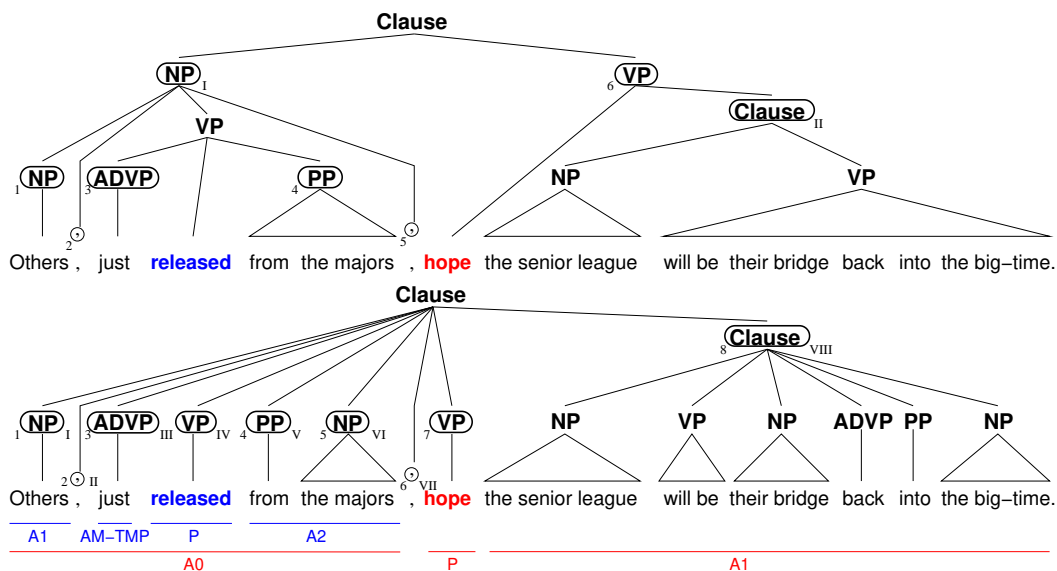 Clause
NP I 6 VP
Clause II
VP
1 NP 3 ADVP 4 PP NP VP
2 , 5 ,
Others , just released from the majors , hope the senior league will be their bridge back into the big−time.
Clause
8 Clause VIII
1 NP I 3 ADVP III VP IV 4 PP V 5 NP VI 7 VP NP VP NP ADVP PP NP
2 , II 6 , VII
Others , just released from the majors , hope the senior league will be their bridge back into the big−time.
A1 AM−TMP P A2
A0 P A1